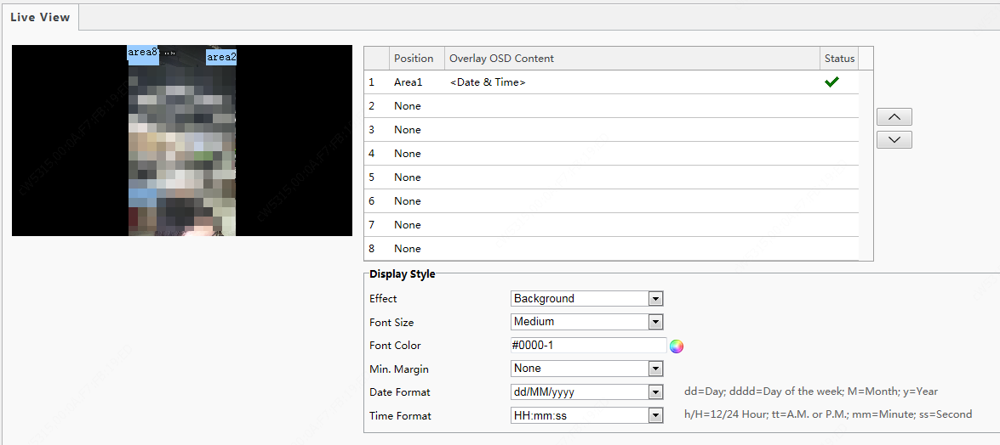 Live View
area8
area2
Position Overlay OSD Content Status
1 Area1 <Date & Time>
2 None
3 None
4 None
5 None
6 None
7 None
8 None
Display Style
Effect Background
Font Size Medium
Font Color #0000-1
Min. Margin None
Date Format dd/MM/yyyy dd=Day; dddd=Day of the week; M=Month; y=Year
Time Format HH:mm:ss h/H=12/24 Hour; tt=A.M. or P.M.; mm=Minute; ss=Second